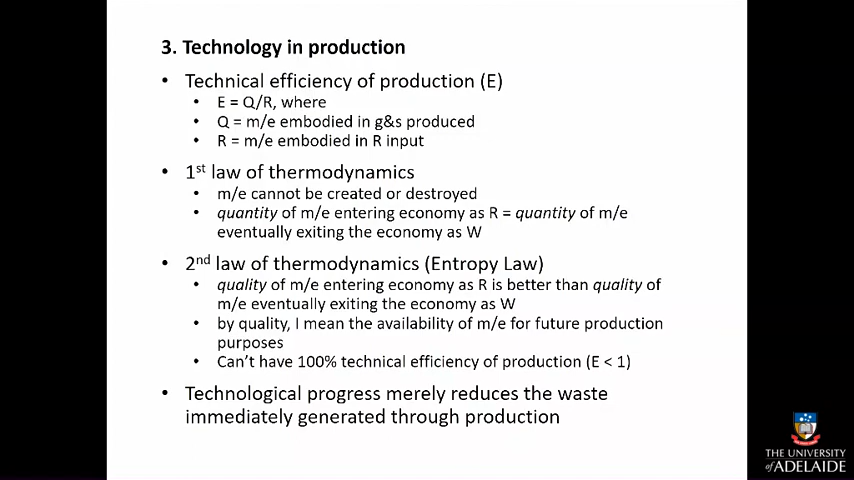 3. Technology in production
• Technical efficiency of production (E)
• E = Q/R, where
• Q = m/e embodied in g&s produced
• R = m/e embodied in R input
• 1st law of thermodynamics
• m/e cannot be created or destroyed
• quantity of m/e entering economy as R = quantity of m/e
eventually exiting the economy as W
• 2nd law of thermodynamics (Entropy Law)
• quality of m/e entering economy as R is better than quality of
m/e eventually exiting the economy as W
• by quality, I mean the availability of m/e for future production
purposes
• Can't have 100% technical efficiency of production (E < 1)
• Technological progress merely reduces the waste
immediately generated through production
THE UNIVERSITY
of ADELAIDE